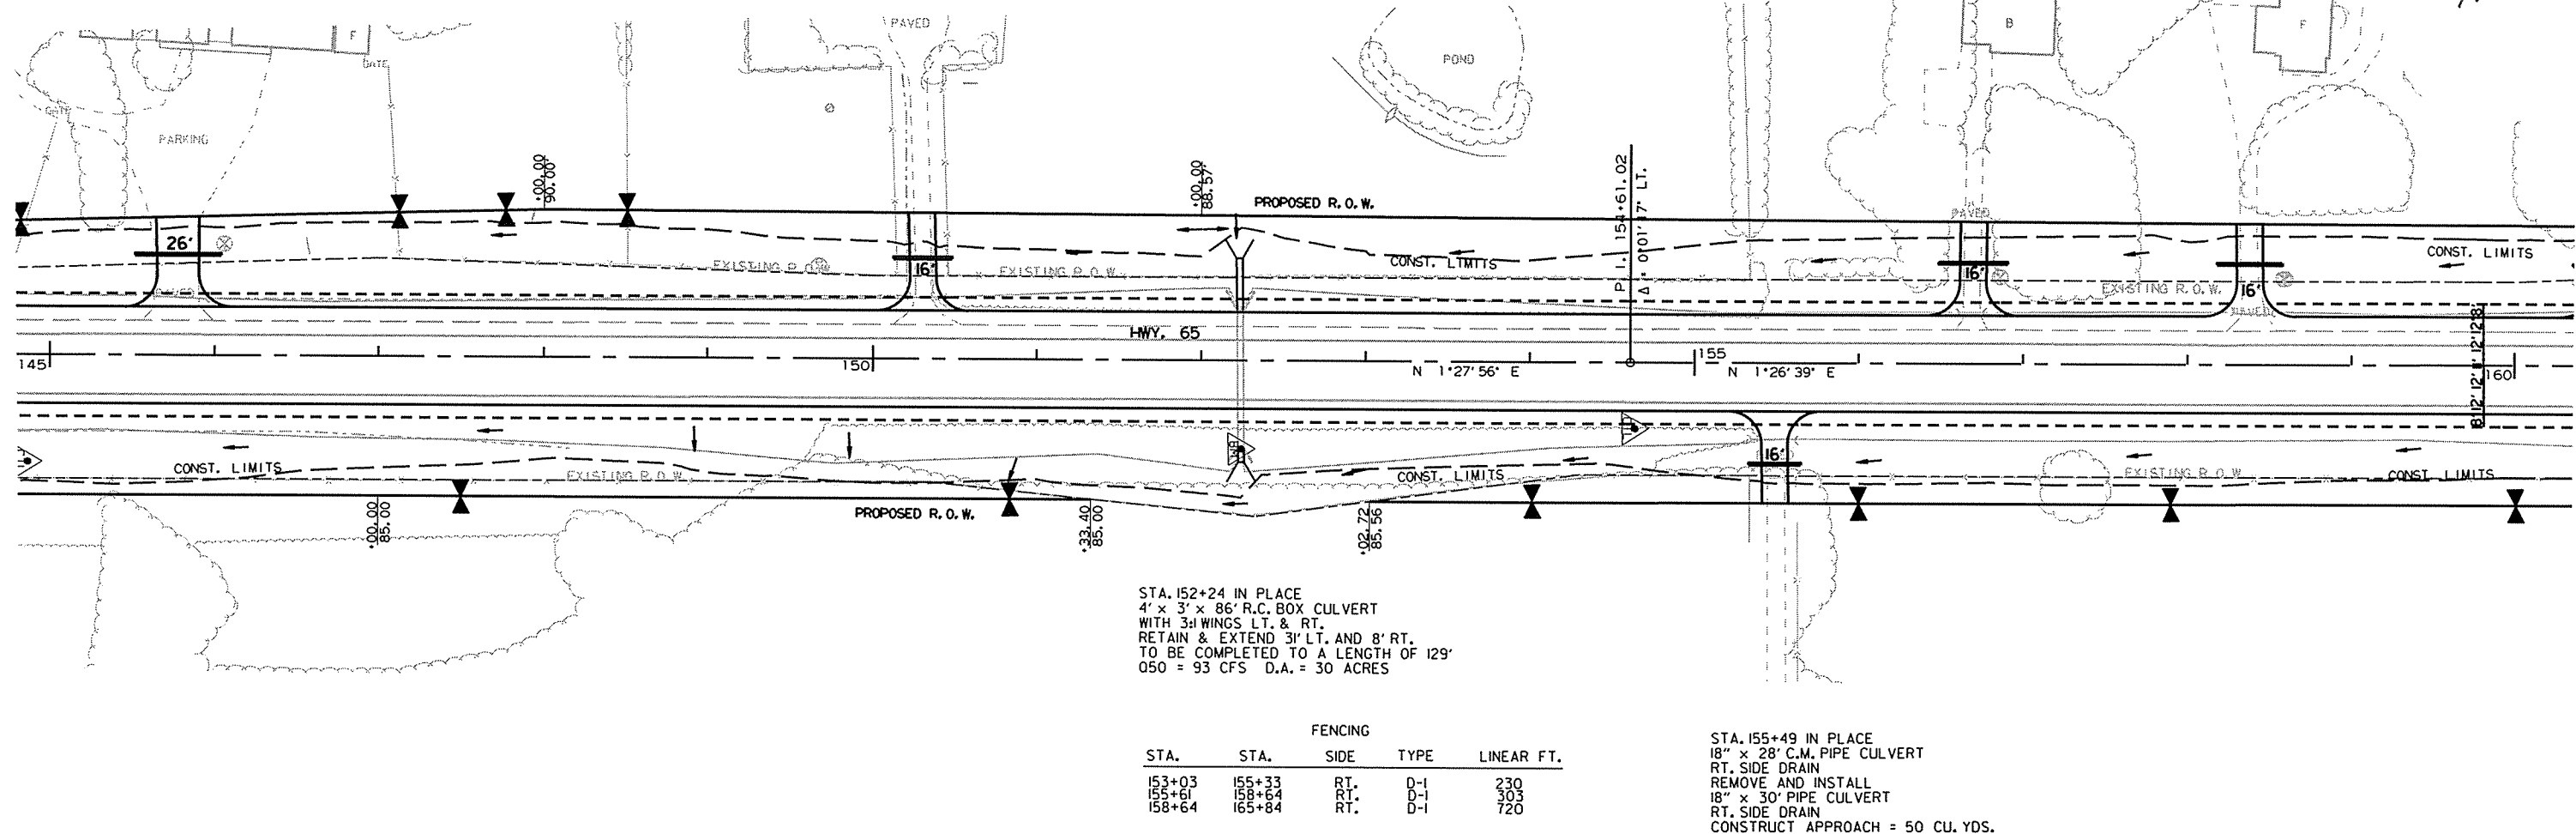 PAVED
F
GATE
B
F
POND
GATE
PARKING
+00.00
90.00'
+00.00
88.57'
PROPOSED R.O.W.
P.I. 154+61.02
Δ: 0°01'17" LT.
PAVED
26'
EXISTING R.O.W.
16'
EXISTING R.O.W.
CONST. LIMITS
16'
EXISTING R.O.W.
16'
CONST. LIMITS
PAVED
HWY. 65
145
150
155
160
N 1°27'56" E
N 1°26'39" E
8' 12' 12' 11' 12' 12' 8'
CONST. LIMITS
EXISTING R.O.W.
CONST. LIMITS
16'
EXISTING R.O.W.
CONST. LIMITS
+00.00
85.00
PROPOSED R.O.W.
+33.40
85.00
+02.72
85.56
STA. 152+24 IN PLACE
4' x 3' x 86' R.C. BOX CULVERT
WITH 3:1 WINGS LT. & RT.
RETAIN & EXTEND 31' LT. AND 8' RT.
TO BE COMPLETED TO A LENGTH OF 129'
Q50 = 93 CFS D.A. = 30 ACRES
FENCING
STA. STA. SIDE TYPE LINEAR FT.
153+03 155+33 RT. D-1 230
155+61 158+64 RT. D-1 303
158+64 165+84 RT. D-1 720
STA. 155+49 IN PLACE
18" x 28' C.M. PIPE CULVERT
RT. SIDE DRAIN
REMOVE AND INSTALL
18" x 30' PIPE CULVERT
RT. SIDE DRAIN
CONSTRUCT APPROACH = 50 CU. YDS.